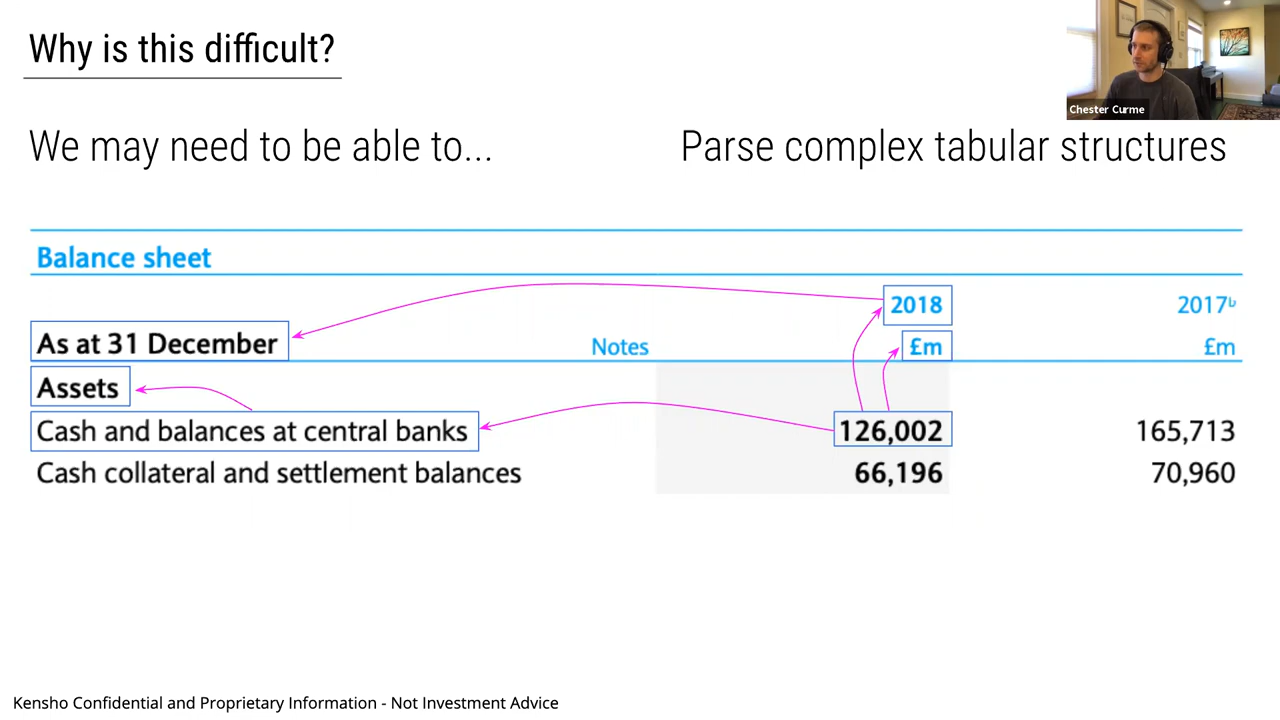 Why is this difficult?
Chester Curme
We may need to be able to...
Parse complex tabular structures
Balance sheet
2018 2017ᵇ
As at 31 December Notes £m £m
Assets
Cash and balances at central banks 126,002 165,713
Cash collateral and settlement balances 66,196 70,960
Kensho Confidential and Proprietary Information - Not Investment Advice